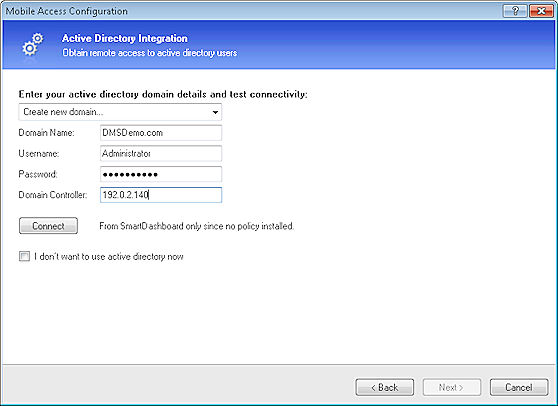 Mobile Access Configuration
?
Active Directory Integration
Obtain remote access to active directory users
Enter your active directory domain details and test connectivity:
Create new domain...
Domain Name: DMSDemo.com
Username: Administrator
Password: ●●●●●●●●●●
Domain Controller: 192.0.2.140
Connect From SmartDashboard only since no policy installed.
I don't want to use active directory now
< Back Next > Cancel